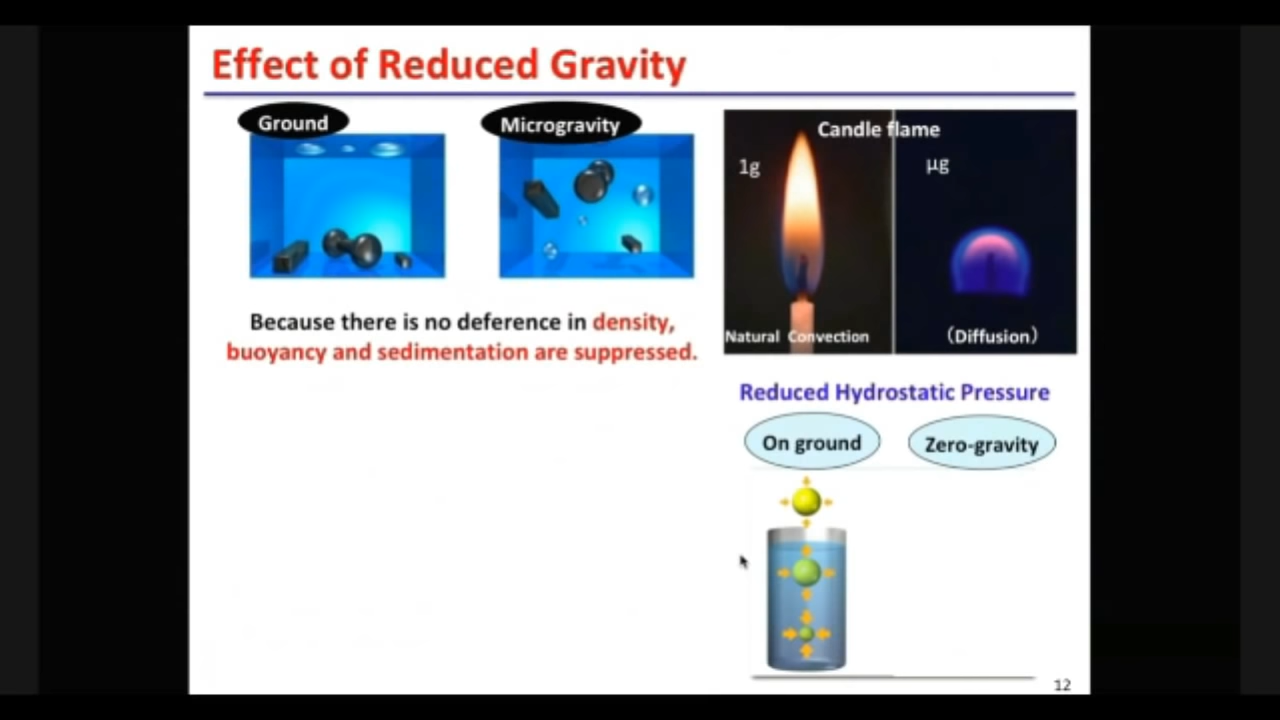 Effect of Reduced Gravity
Ground
Microgravity
Because there is no deference in density,
buoyancy and sedimentation are suppressed.
Candle flame
1g
μg
Natural Convection
(Diffusion)
Reduced Hydrostatic Pressure
On ground
Zero-gravity
12